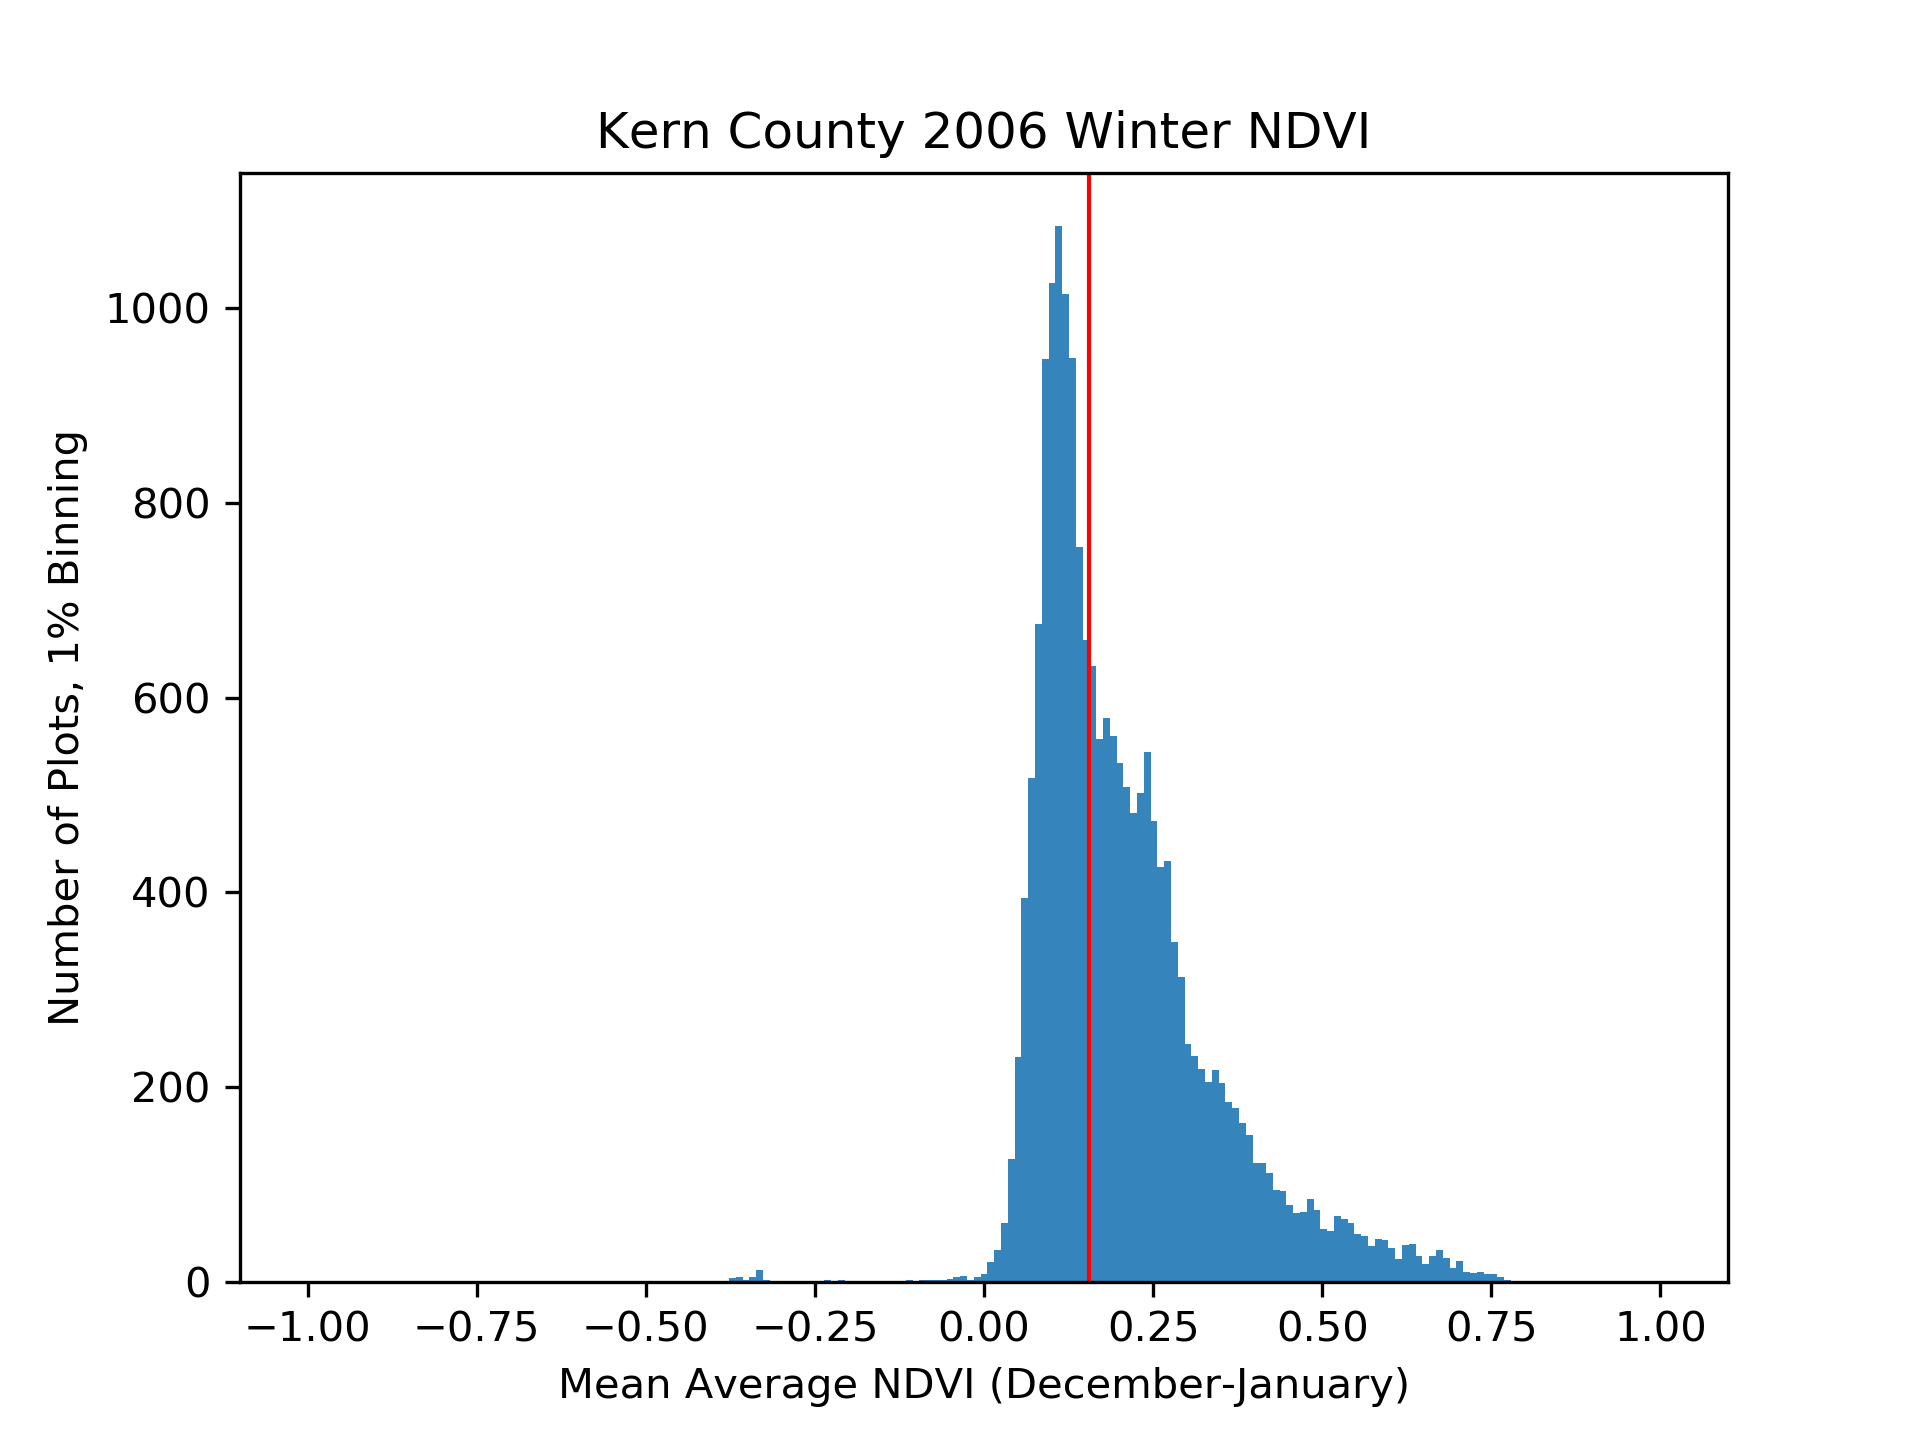 Kern County 2006 Winter NDVI
Number of Plots, 1% Binning
1000
800
600
400
200
0
−1.00 −0.75 −0.50 −0.25 0.00 0.25 0.50 0.75 1.00
Mean Average NDVI (December-January)